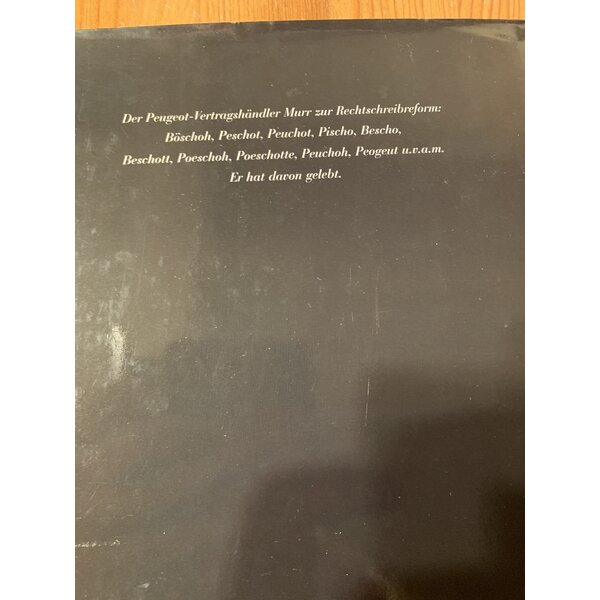 Der Peugeot-Vertragshändler Murr zur Rechtschreibreform:
Böschoh, Peschot, Peuchot, Pischo, Bescho,
Beschott, Poeschoh, Poeschotte, Peuchoh, Peogeut u.v.a.m.
Er hat davon gelebt.